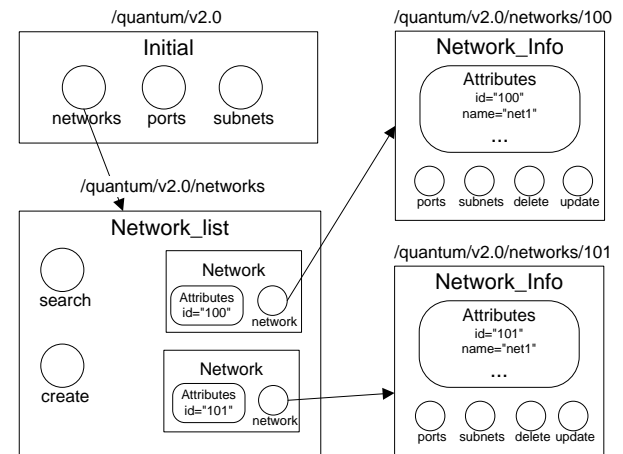 /quantum/v2.0
Initial
networks ports subnets
/quantum/v2.0/networks
Network_list
search
create
Network
Attributes
id="100"
network
Network
Attributes
id="101"
network
/quantum/v2.0/networks/100
Network_Info
Attributes
id="100"
name="net1"
...
ports subnets delete update
/quantum/v2.0/networks/101
Network_Info
Attributes
id="101"
name="net1"
...
ports subnets delete update